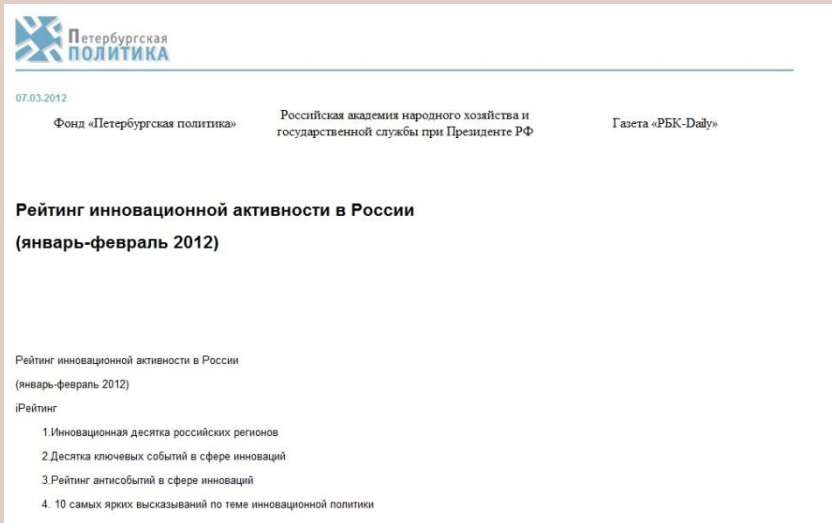 Петербургская
ПОЛИТИКА
07.03.2012
Фонд «Петербургская политика»
Российская академия народного хозяйства и
государственной службы при Президенте РФ
Газета «РБК-Daily»
Рейтинг инновационной активности в России
(январь-февраль 2012)
Рейтинг инновационной активности в России
(январь-февраль 2012)
iРейтинг
1.Инновационная десятка российских регионов
2.Десятка ключевых событий в сфере инноваций
3.Рейтинг антисобытий в сфере инноваций
4. 10 самых ярких высказываний по теме инновационной политики